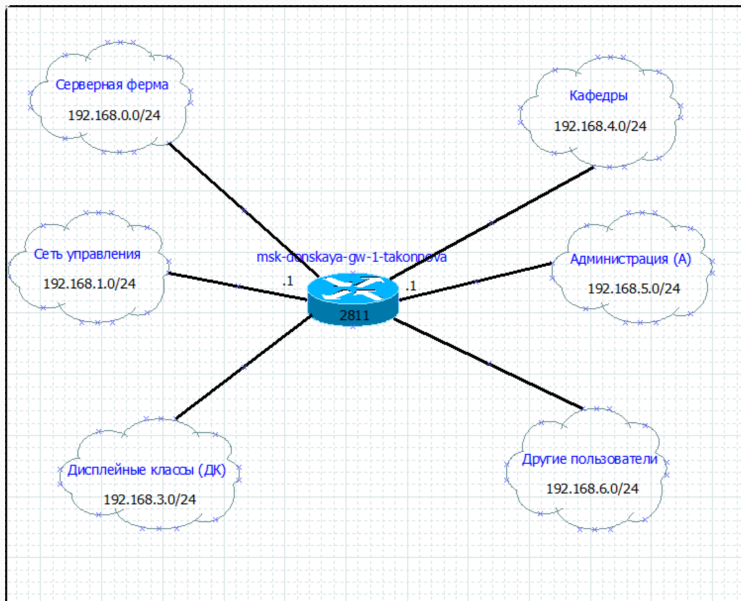 Серверная ферма
192.168.0.0/24
Кафедры
192.168.4.0/24
Сеть управления
192.168.1.0/24
msk-donskaya-gw-1-takonnova
.1
.1
2811
Администрация (А)
192.168.5.0/24
Дисплейные классы (ДК)
192.168.3.0/24
Другие пользователи
192.168.6.0/24